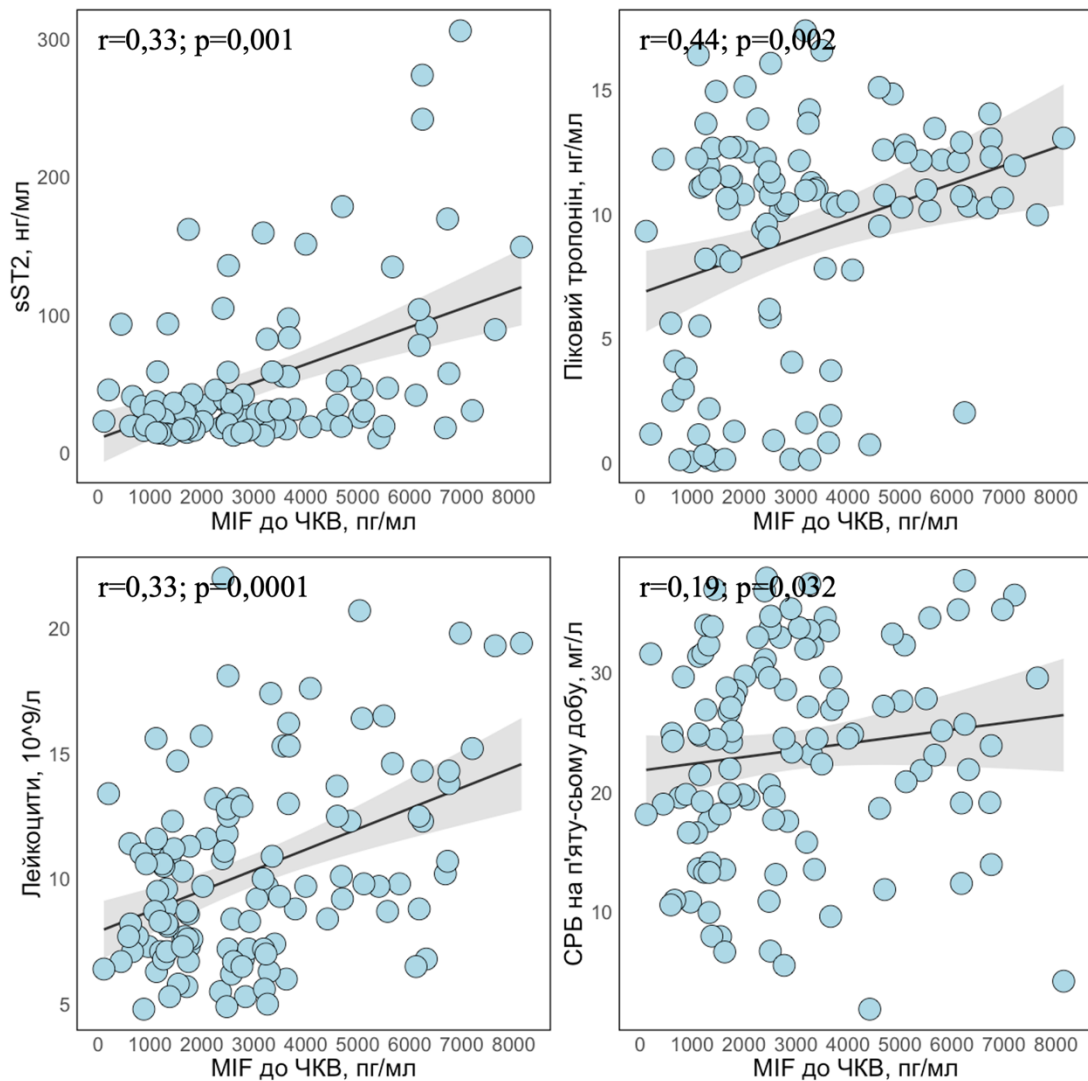 r=0,33; p=0,001
sST2, нг/мл
300
200
100
0
0 1000 2000 3000 4000 5000 6000 7000 8000
MIF до ЧКВ, пг/мл
r=0,44; p=0,002
Піковий тропонін, нг/мл
15
10
5
0
0 1000 2000 3000 4000 5000 6000 7000 8000
MIF до ЧКВ, пг/мл
r=0,33; p=0,0001
Лейкоцити, 10^9/л
20
15
10
5
0 1000 2000 3000 4000 5000 6000 7000 8000
MIF до ЧКВ, пг/мл
r=0,19; p=0,032
СРБ на п'яту-сьому добу, мг/л
30
20
10
0 1000 2000 3000 4000 5000 6000 7000 8000
MIF до ЧКВ, пг/мл